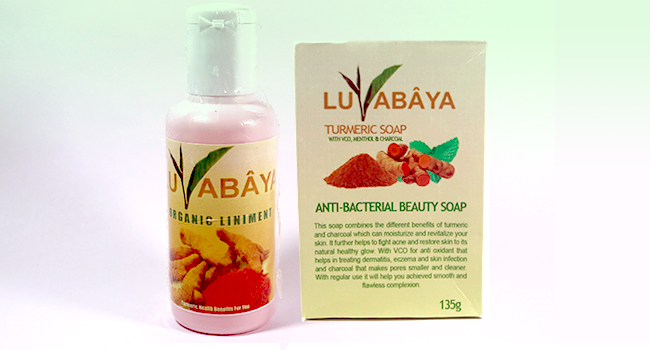 LUYABÂYA
ORGANIC LINIMENT
Turmeric Health Benefits For You
LUYABÂYA
TURMERIC SOAP
WITH VCO, MENTHOL & CHARCOAL
ANTI-BACTERIAL BEAUTY SOAP
This soap combines the different benefits of turmeric
and charcoal which can moisturize and revitalize your
skin. It further helps to fight acne and restore skin to its
natural healthy glow. With VCO for anti oxidant that
helps in treating dermatitis, eczema and skin infection
and charcoal that makes pores smaller and cleaner
With regular use it will help you achieved smooth and
flawless complexion.
135g